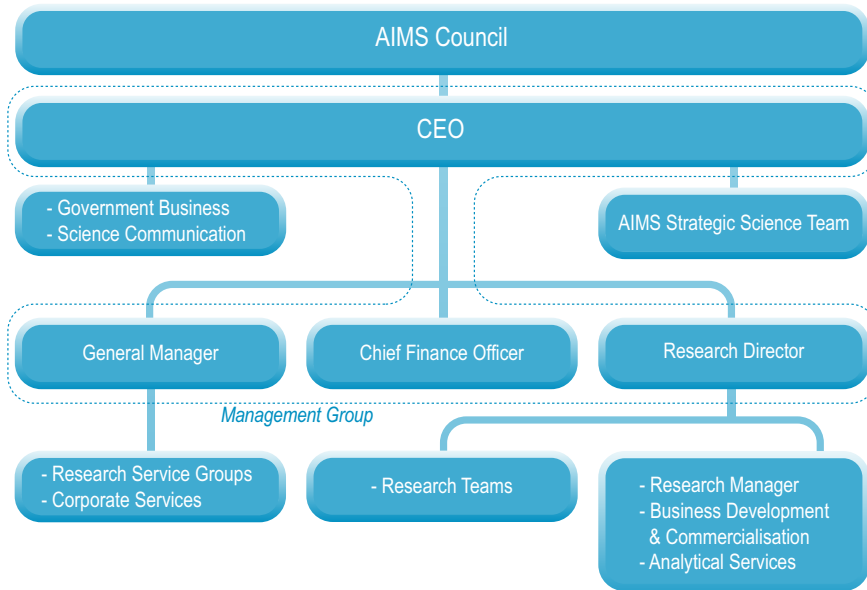 AIMS Council
CEO
- Government Business
- Science Communication
AIMS Strategic Science Team
General Manager
Chief Finance Officer
Research Director
Management Group
- Research Service Groups
- Corporate Services
- Research Teams
- Research Manager
- Business Development
& Commercialisation
- Analytical Services